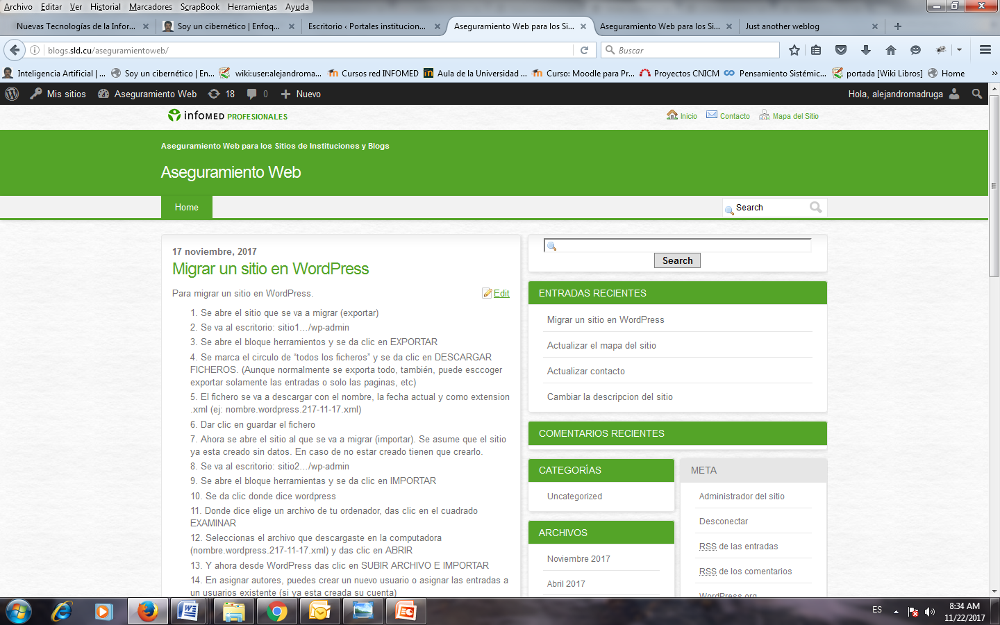 Archivo Editar Ver Historial Marcadores ScrapBook Herramientas Ayuda
Nuevas Tecnologías de la Infor... Soy un cibernético | Enfoq... Escritorio ‹ Portales institucion... Aseguramiento Web para los Si... Aseguramiento Web para los Si... Just another weblog
blogs.sld.cu/aseguramientoweb/ Buscar
Inteligencia Artificial | ... Soy un cibernético | En... wiki:user:alejandroma... Cursos red INFOMED Aula de la Universidad ... Curso: Moodle para Pr... Proyectos CNICM Pensamiento Sistémic... portada [Wiki Libros] Home »
Mis sitios Aseguramiento Web 18 0 Nuevo Hola, alejandromadruga
infoMED PROFESIONALES Inicio Contacto Mapa del Sitio
Aseguramiento Web para los Sitios de Instituciones y Blogs
Aseguramiento Web
Home Search
17 noviembre, 2017
Migrar un sitio en WordPress
Para migrar un sitio en WordPress. Edit
1. Se abre el sitio que se va a migrar (exportar)
2. Se va al escritorio: sitio1.../wp-admin
3. Se abre el bloque herramientos y se da clic en EXPORTAR
4. Se marca el circulo de “todos los ficheros” y se da clic en DESCARGAR
FICHEROS. (Aunque normalmente se exporta todo, también, puede esccoger
exportar solamente las entradas o solo las paginas, etc)
5. El fichero se va a descargar con el nombre, la fecha actual y como extension
.xml (ej: nombre.wordpress.217-11-17.xml)
6. Dar clic en guardar el fichero
7. Ahora se abre el sitio al que se va a migrar (importar). Se asume que el sitio
ya esta creado sin datos. En caso de no estar creado tienen que crearlo.
8. Se va al escritorio: sitio2.../wp-admin
9. Se abre el bloque herramientas y se da clic en IMPORTAR
10. Se da clic donde dice wordpress
11. Donde dice elige un archivo de tu ordenador, das clic en el cuadrado
EXAMINAR
12. Seleccionas el archivo que descargaste en la computadora
(nombre.wordpress.217-11-17.xml) y das clic en ABRIR
13. Y ahora desde WordPress das clic en SUBIR ARCHIVO E IMPORTAR
14. En asignar autores, puedes crear un nuevo usuario o asignar las entradas a
un usuarios existente (si ya esta creada su cuenta)
Search
ENTRADAS RECIENTES
Migrar un sitio en WordPress
Actualizar el mapa del sitio
Actualizar contacto
Cambiar la descripcion del sitio
COMENTARIOS RECIENTES
CATEGORÍAS
Uncategorized
ARCHIVOS
Noviembre 2017
Abril 2017
META
Administrador del sitio
Desconectar
RSS de las entradas
RSS de los comentarios
WordPress.org
ES 8:34 AM
11/22/2017